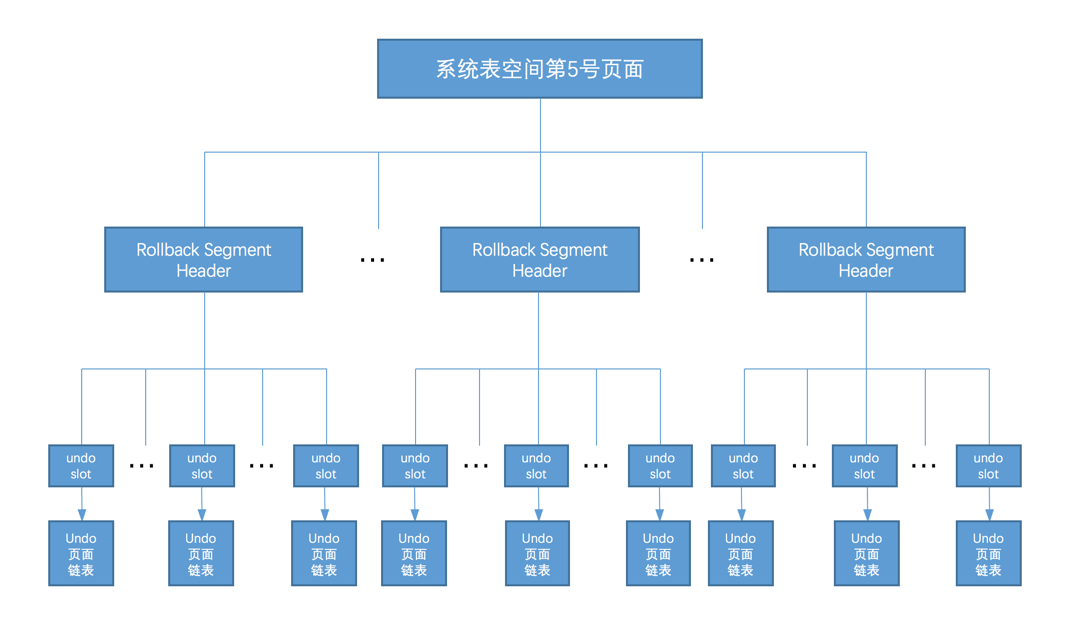 系统表空间第5号页面
Rollback Segment
Header
...
Rollback Segment
Header
...
Rollback Segment
Header
undo
slot
...
undo
slot
...
undo
slot
undo
slot
...
undo
slot
...
undo
slot
undo
slot
...
undo
slot
...
undo
slot
Undo
页面
链表
Undo
页面
链表
Undo
页面
链表
Undo
页面
链表
Undo
页面
链表
Undo
页面
链表
Undo
页面
链表
Undo
页面
链表
Undo
页面
链表